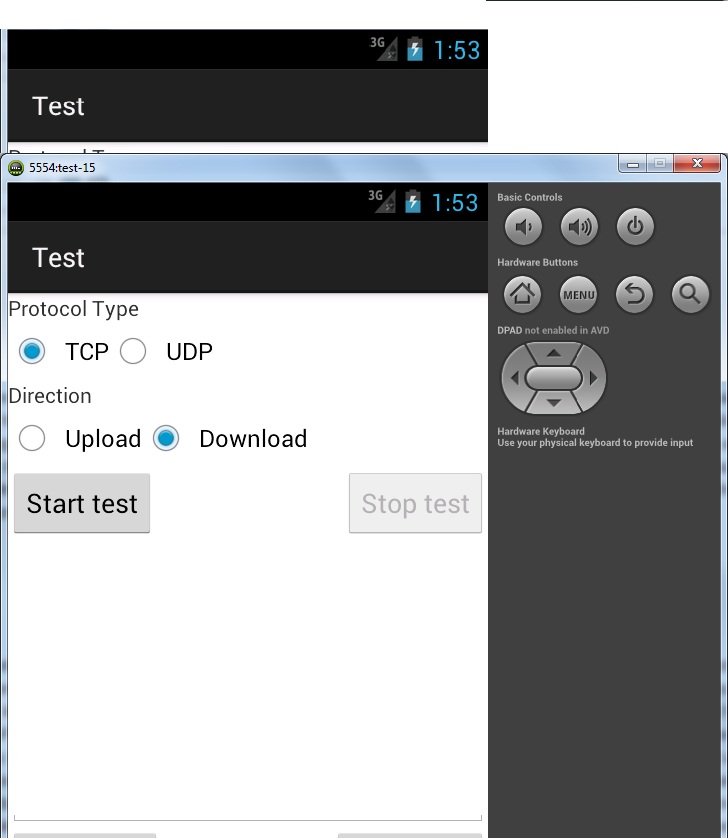 3G 1:53
Test
5554:test-15
3G 1:53
Test
Protocol Type
TCP UDP
Direction
Upload Download
Start test Stop test
Basic Controls
Hardware Buttons
MENU
DPAD not enabled in AVD
Hardware Keyboard
Use your physical keyboard to provide input